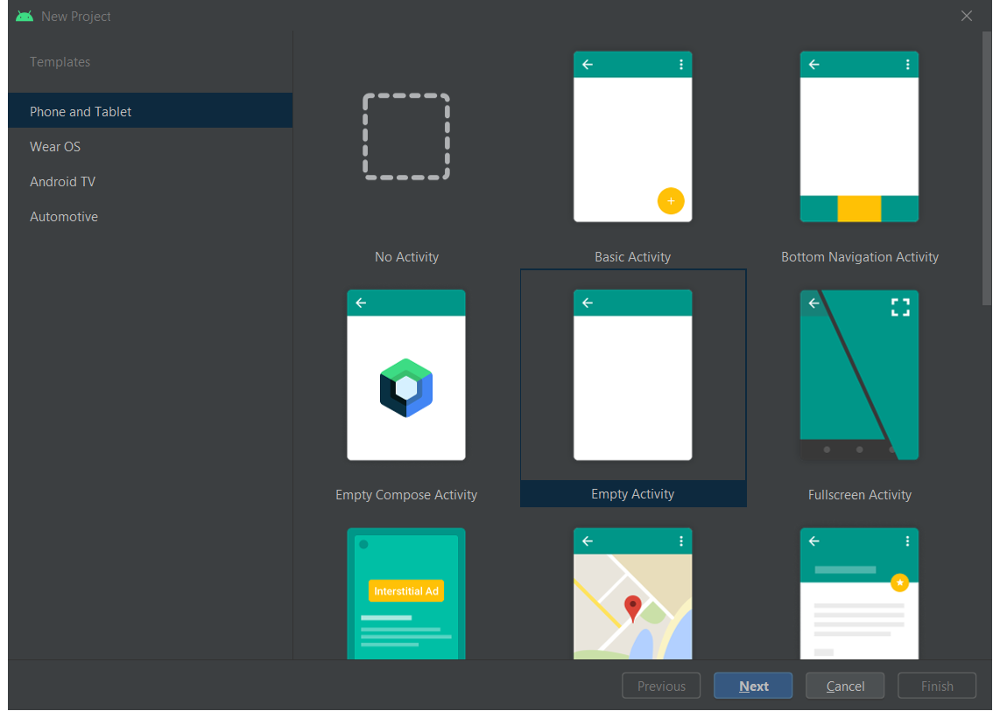 New Project
Templates
Phone and Tablet
Wear OS
Android TV
Automotive
No Activity
Basic Activity
Bottom Navigation Activity
Empty Compose Activity
Empty Activity
Fullscreen Activity
Interstitial Ad
Previous
Next
Cancel
Finish